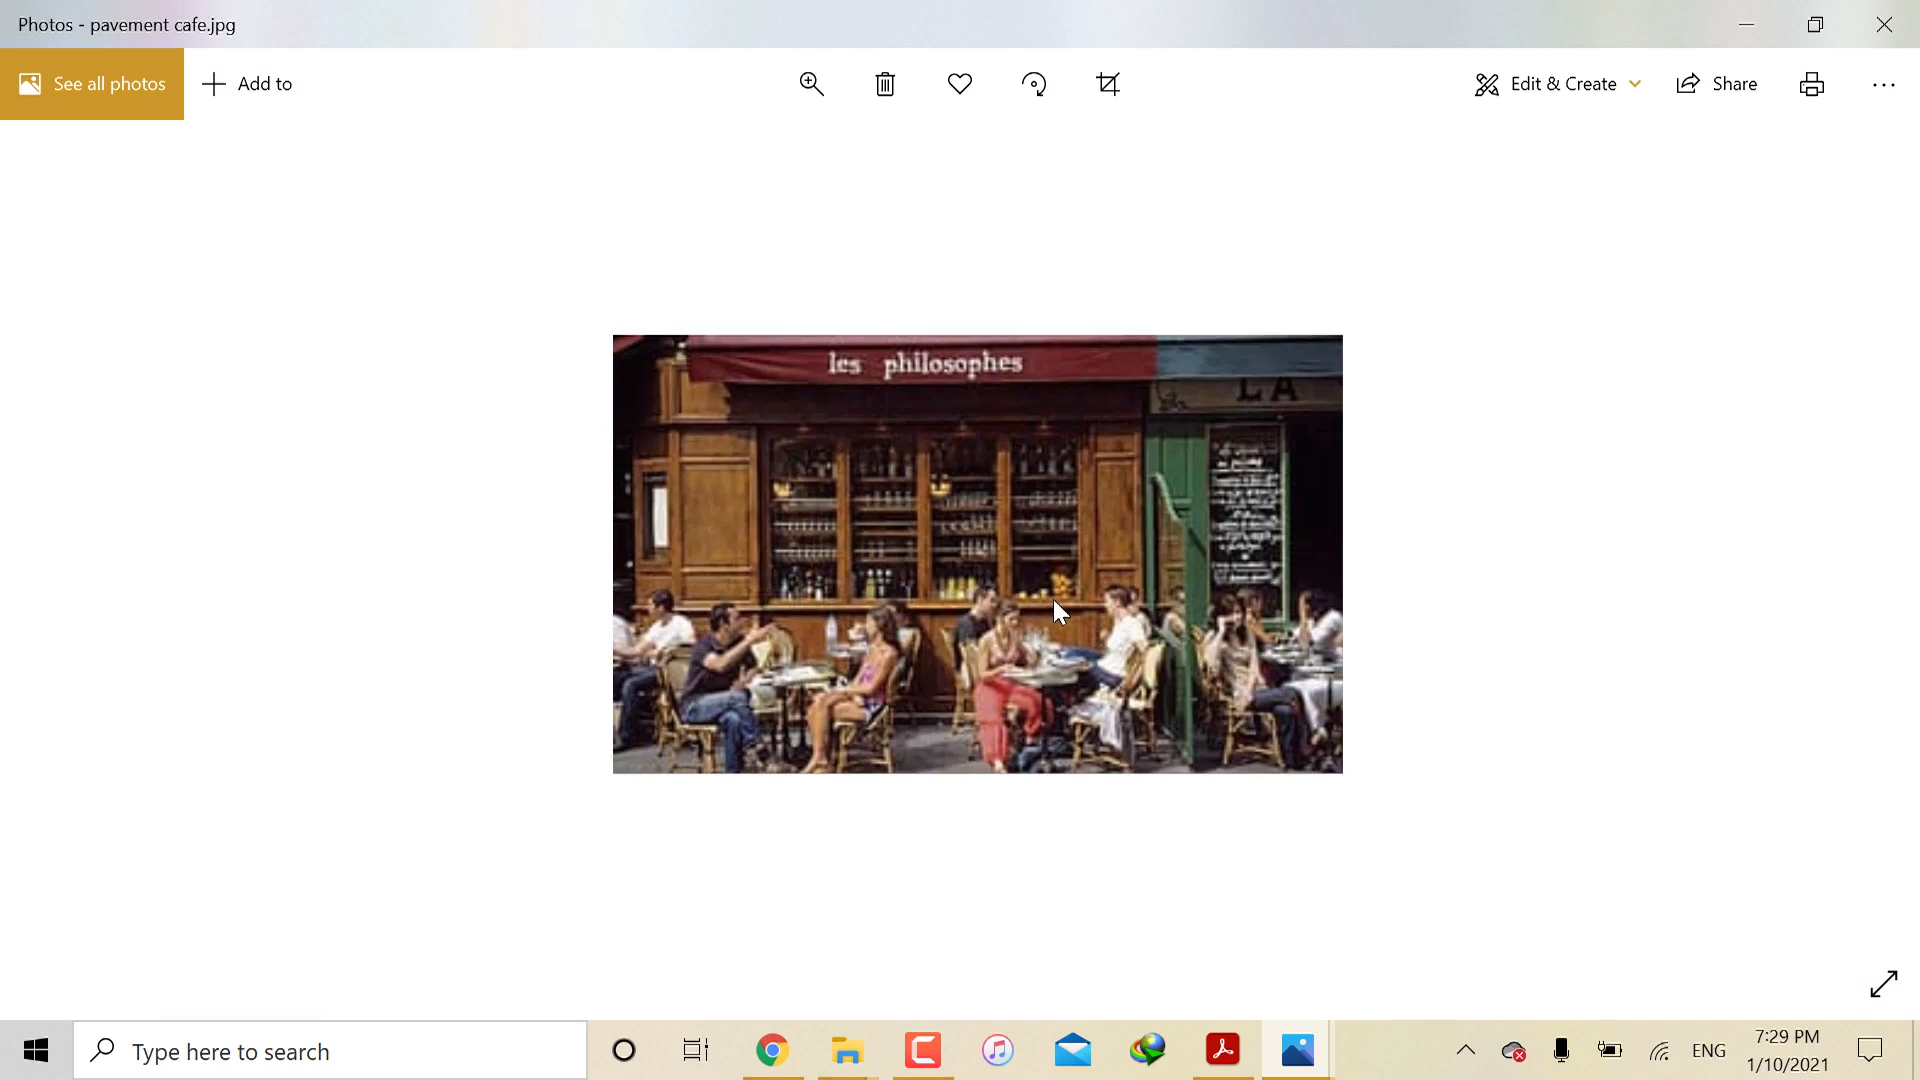 Photos - pavement cafe.jpg
See all photos
Add to
Edit & Create
Share
les philosophes
LA
Type here to search
ENG
7:29 PM
1/10/2021